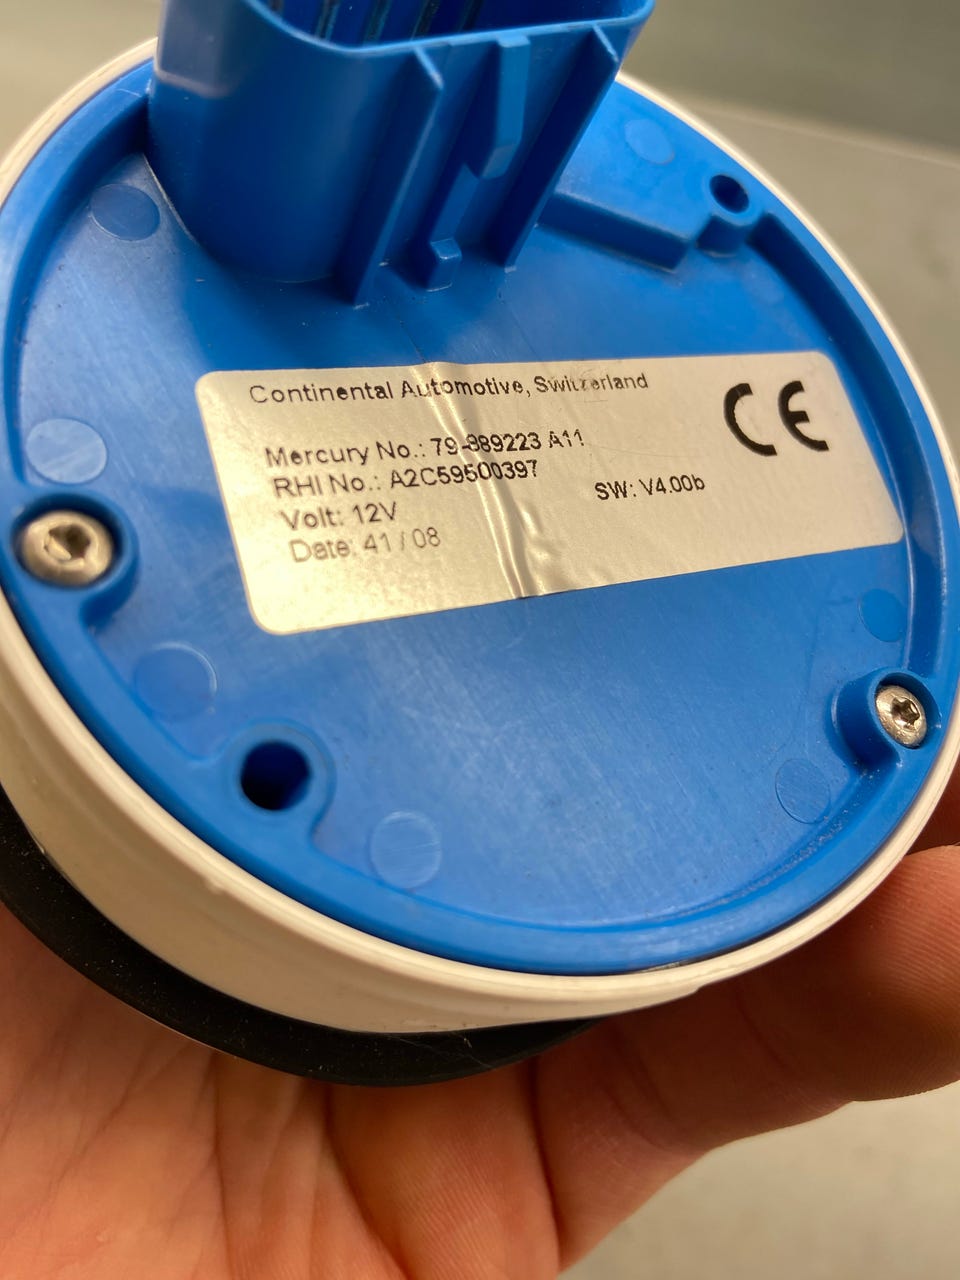 Continental Automotive, Switzerland
CE
Mercury No.: 79-889223 A11
RHI No.: A2C59500397
SW: V4.00b
Volt: 12V
Date: 41 / 08